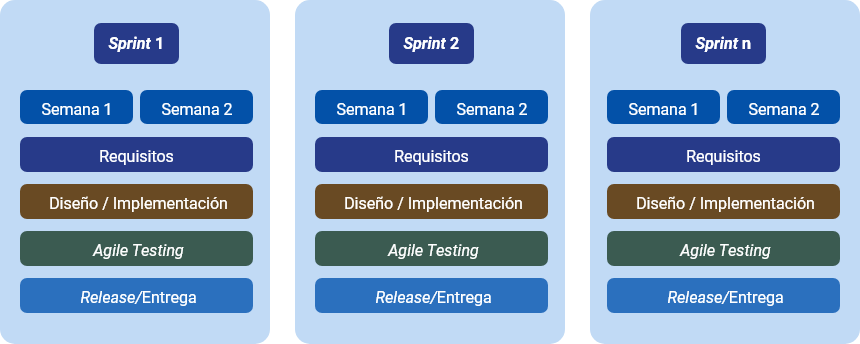 Sprint 1
Semana 1
Semana 2
Requisitos
Diseño / Implementación
Agile Testing
Release/Entrega
Sprint 2
Semana 1
Semana 2
Requisitos
Diseño / Implementación
Agile Testing
Release/Entrega
Sprint n
Semana 1
Semana 2
Requisitos
Diseño / Implementación
Agile Testing
Release/Entrega